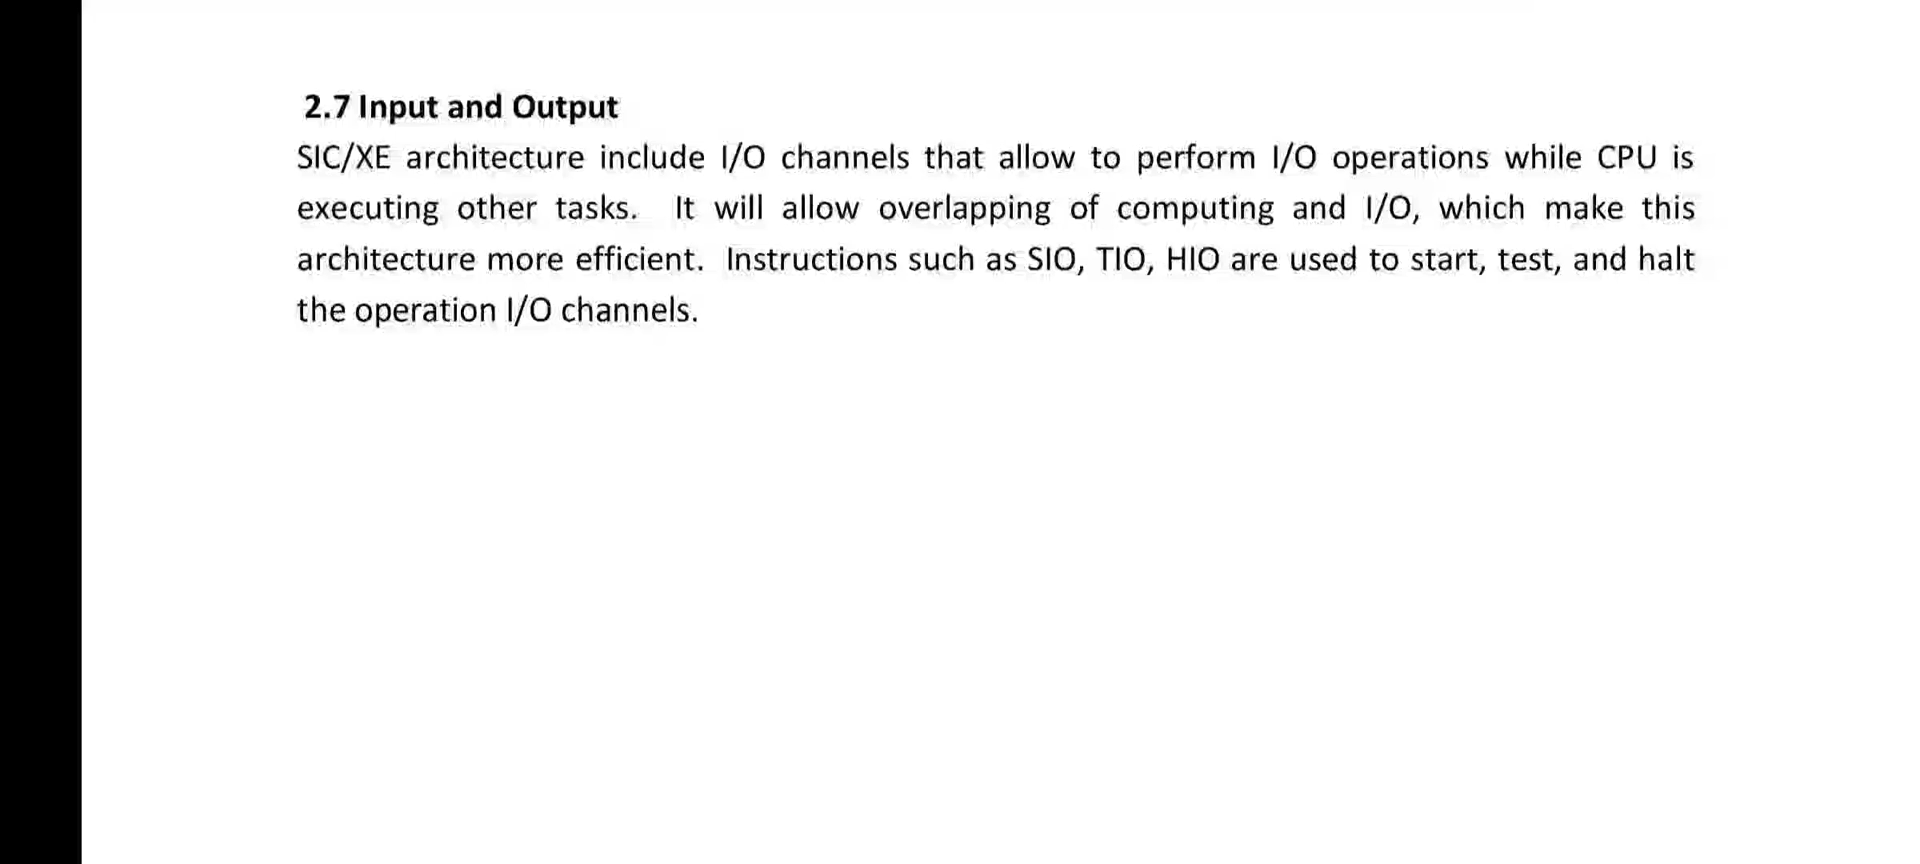 2.7 Input and Output
SIC/XE architecture include I/O channels that allow to perform I/O operations while CPU is
executing other tasks. It will allow overlapping of computing and I/O, which make this
architecture more efficient. Instructions such as SIO, TIO, HIO are used to start, test, and halt
the operation I/O channels.